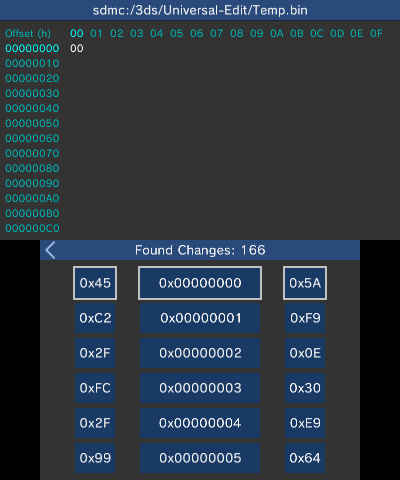 sdmc:/3ds/Universal-Edit/Temp.bin
Offset (h) 00 01 02 03 04 05 06 07 08 09 0A 0B 0C 0D 0E 0F
00000000 00
00000010
00000020
00000030
00000040
00000050
00000060
00000070
00000080
00000090
000000A0
000000B0
000000C0
Found Changes: 166
0x45 0x00000000 0x5A
0xC2 0x00000001 0xF9
0x2F 0x00000002 0x0E
0xFC 0x00000003 0x30
0x2F 0x00000004 0xE9
0x99 0x00000005 0x64